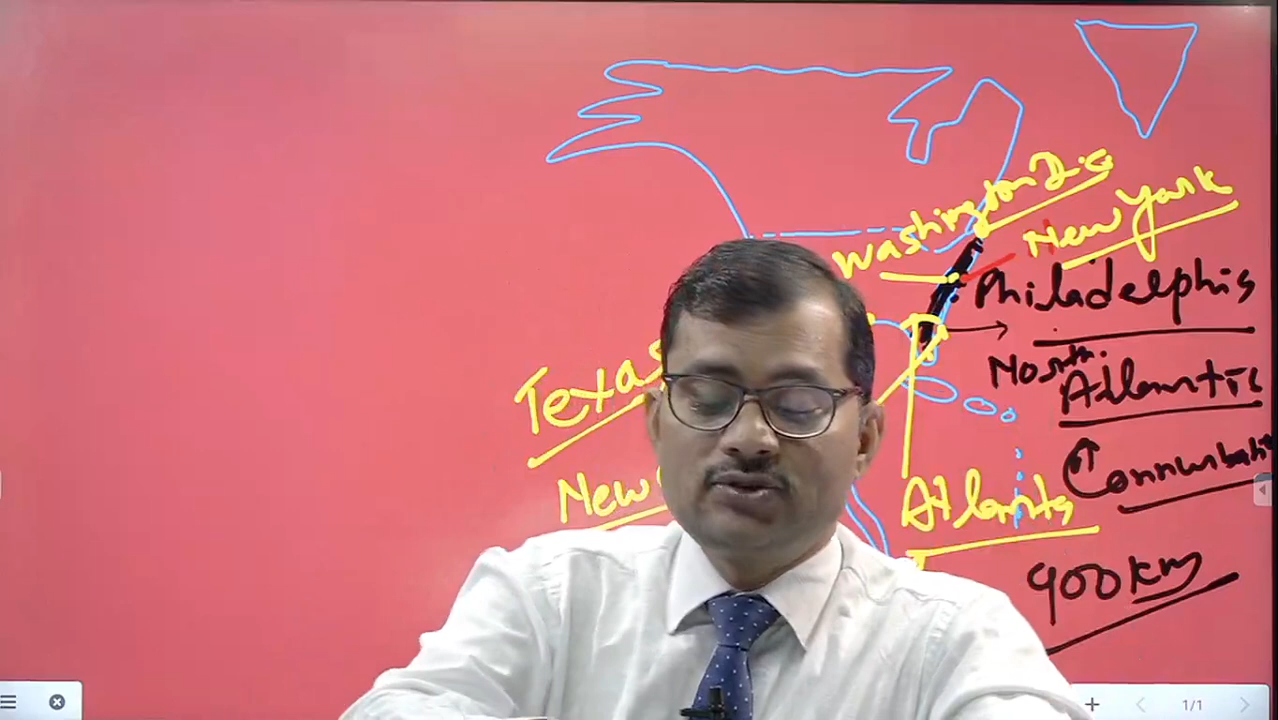 Washington D.C
New York
Philadelphis
Texas
North.
Atlantic
New
Atlanta
Connurbati
900 km
1/1